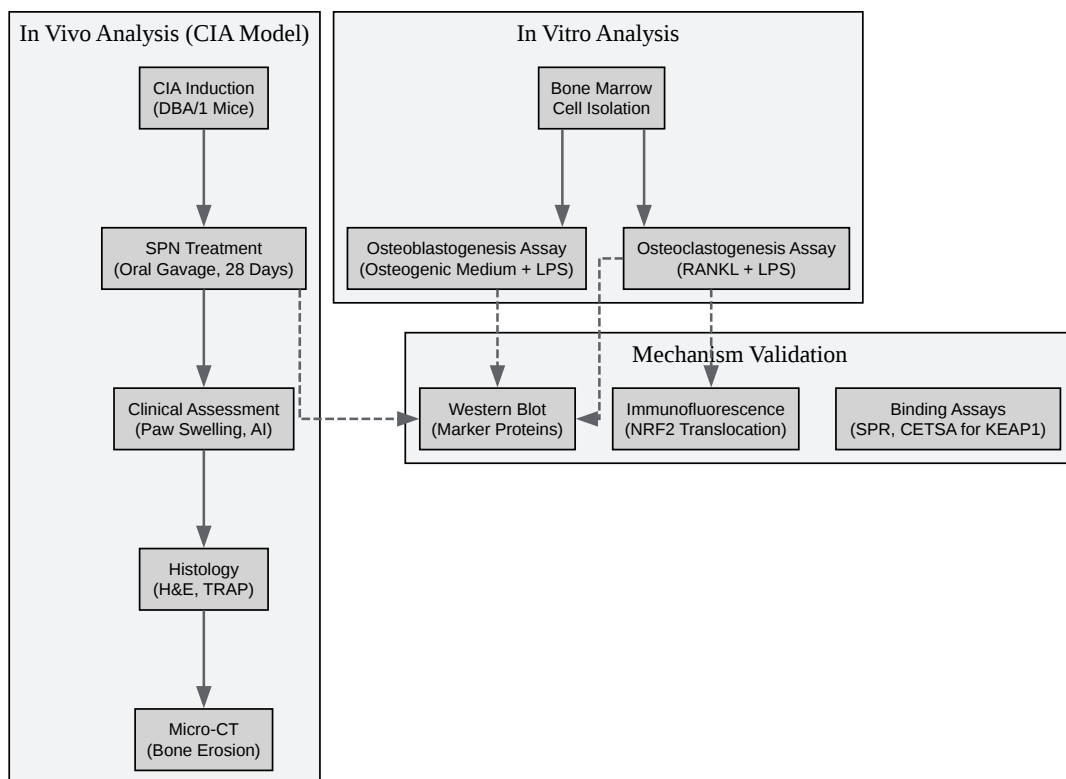 In Vivo Analysis (CIA Model)
CIA Induction
(DBA/1 Mice)
SPN Treatment
(Oral Gavage, 28 Days)
Clinical Assessment
(Paw Swelling, AI)
Histology
(H&E, TRAP)
Micro-CT
(Bone Erosion)
In Vitro Analysis
Bone Marrow
Cell Isolation
Osteoblastogenesis Assay
(Osteogenic Medium + LPS)
Osteoclastogenesis Assay
(RANKL + LPS)
Mechanism Validation
Western Blot
(Marker Proteins)
Immunofluorescence
(NRF2 Translocation)
Binding Assays
(SPR, CETSA for KEAP1)